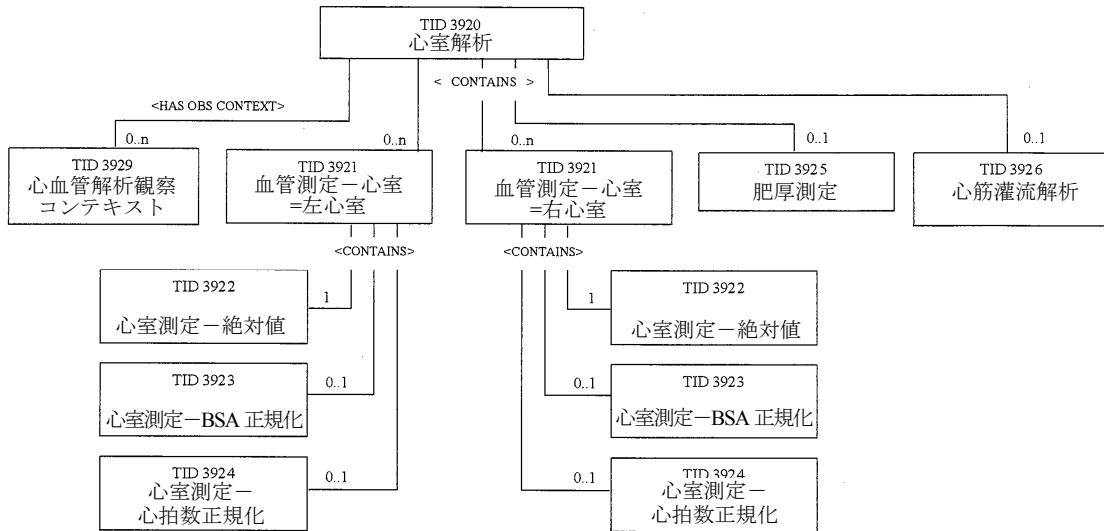 TID 3920
心室解析
< CONTAINS >
<HAS OBS CONTEXT>
0..n
0..n
0..n
0..1
0..1
TID 3929
心血管解析観察
コンテキスト
TID 3921
血管測定－心室
=左心室
TID 3921
血管測定－心室
=右心室
TID 3925
肥厚測定
TID 3926
心筋灌流解析
<CONTAINS>
<CONTAINS>
TID 3922
心室測定－絶対値
1
1
TID 3922
心室測定－絶対値
TID 3923
心室測定－BSA 正規化
0..1
0..1
TID 3923
心室測定－BSA 正規化
TID 3924
心室測定－
心拍数正規化
0..1
0..1
TID 3924
心室測定－
心拍数正規化